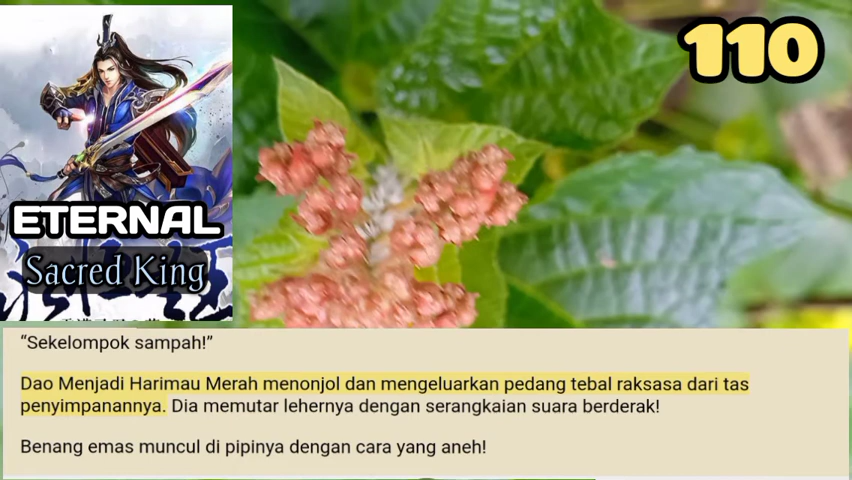 110
ETERNAL
Sacred King
“Sekelompok sampah!”
Dao Menjadi Harimau Merah menonjol dan mengeluarkan pedang tebal raksasa dari tas
penyimpanannya. Dia memutar lehernya dengan serangkaian suara berderak!
Benang emas muncul di pipinya dengan cara yang aneh!